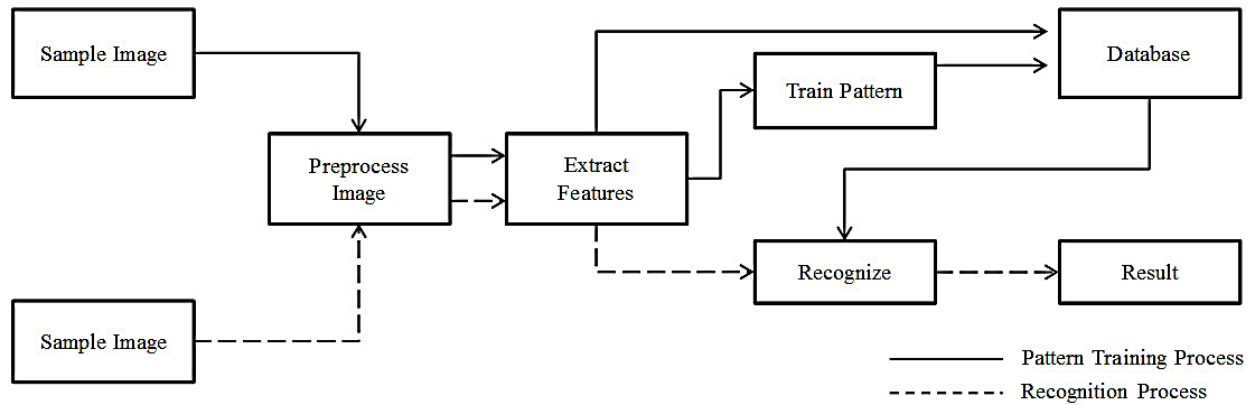 Sample Image
Database
Train Pattern
Preprocess
Image
Extract
Features
Recognize
Result
Sample Image
Pattern Training Process
Recognition Process